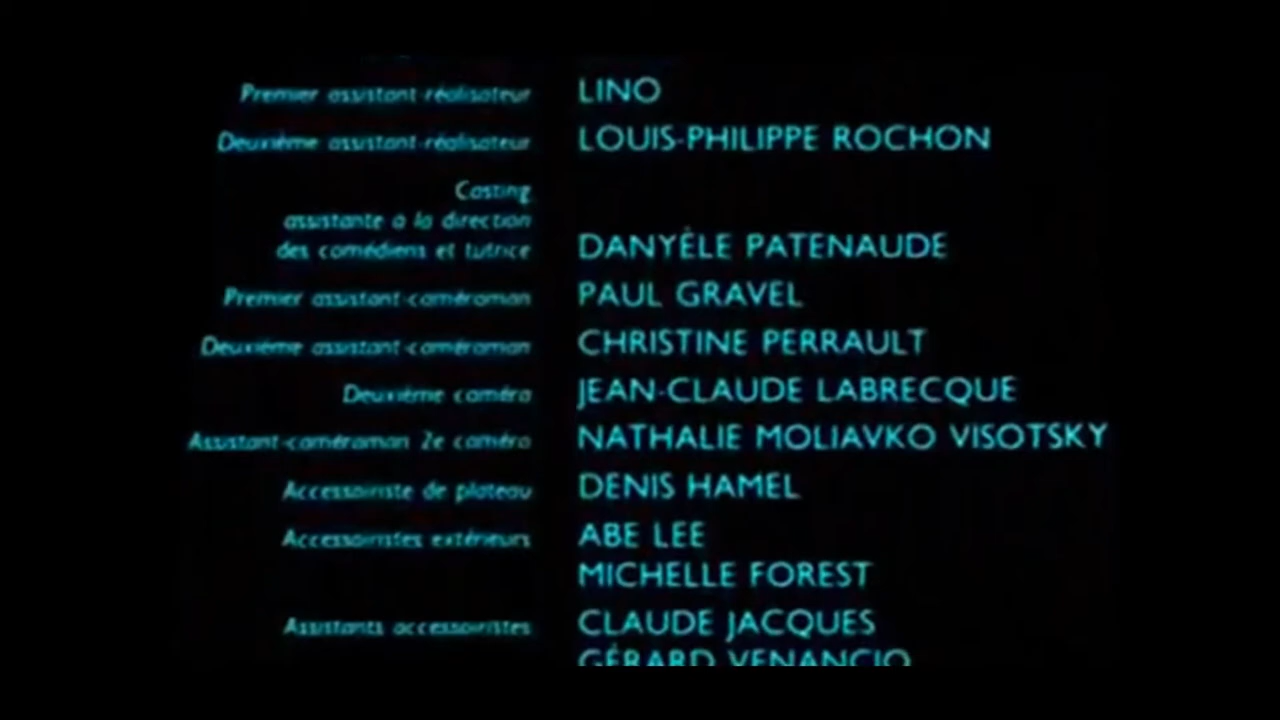 Premier assistant-réalisateur LINO
Deuxième assistant-réalisateur LOUIS-PHILIPPE ROCHON
Casting
assistante à la direction
des comédiens et tutrice DANYÈLE PATENAUDE
Premier assistant-caméraman PAUL GRAVEL
Deuxième assistant-caméraman CHRISTINE PERRAULT
Deuxième caméra JEAN-CLAUDE LABRECQUE
Assistant-caméraman 2e caméra NATHALIE MOLIAVKO VISOTSKY
Accessoiriste de plateau DENIS HAMEL
Accessoiristes extérieurs ABE LEE
MICHELLE FOREST
Assistants accessoiristes CLAUDE JACQUES
GÉRARD VENANCIO